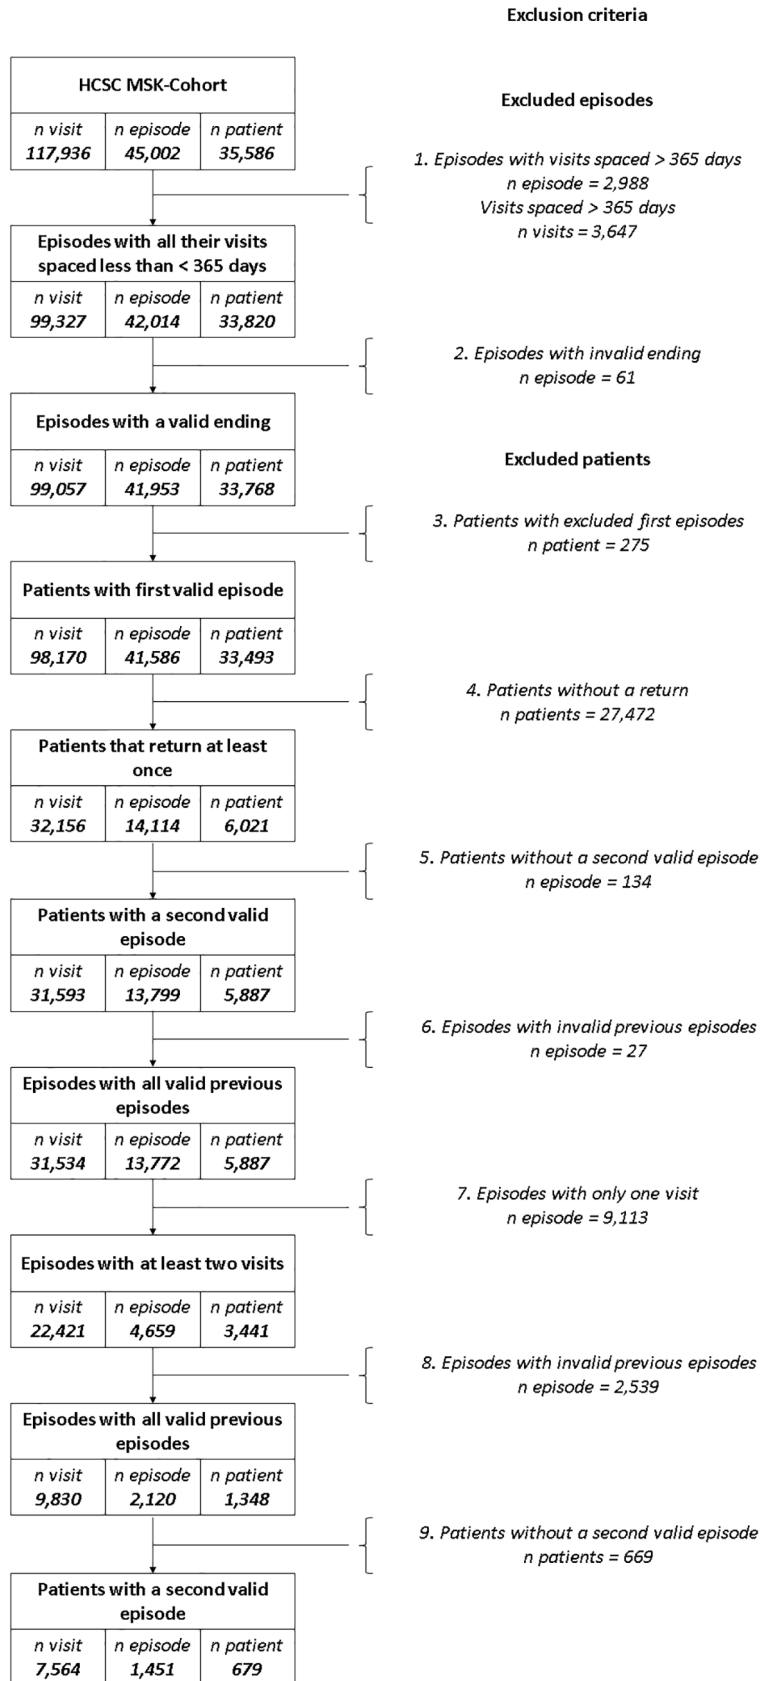 Exclusion criteria
HCSC MSK-Cohort
n visit n episode n patient
117,936 45,002 35,586
Excluded episodes
1. Episodes with visits spaced > 365 days
n episode = 2,988
Visits spaced > 365 days
n visits = 3,647
Episodes with all their visits
spaced less than < 365 days
n visit n episode n patient
99,327 42,014 33,820
2. Episodes with invalid ending
n episode = 61
Episodes with a valid ending
n visit n episode n patient
99,057 41,953 33,768
Excluded patients
3. Patients with excluded first episodes
n patient = 275
Patients with first valid episode
n visit n episode n patient
98,170 41,586 33,493
4. Patients without a return
n patients = 27,472
Patients that return at least
once
n visit n episode n patient
32,156 14,114 6,021
5. Patients without a second valid episode
n episode = 134
Patients with a second valid
episode
n visit n episode n patient
31,593 13,799 5,887
6. Episodes with invalid previous episodes
n episode = 27
Episodes with all valid previous
episodes
n visit n episode n patient
31,534 13,772 5,887
7. Episodes with only one visit
n episode = 9,113
Episodes with at least two visits
n visit n episode n patient
22,421 4,659 3,441
8. Episodes with invalid previous episodes
n episode = 2,539
Episodes with all valid previous
episodes
n visit n episode n patient
9,830 2,120 1,348
9. Patients without a second valid episode
n patients = 669
Patients with a second valid
episode
n visit n episode n patient
7,564 1,451 679